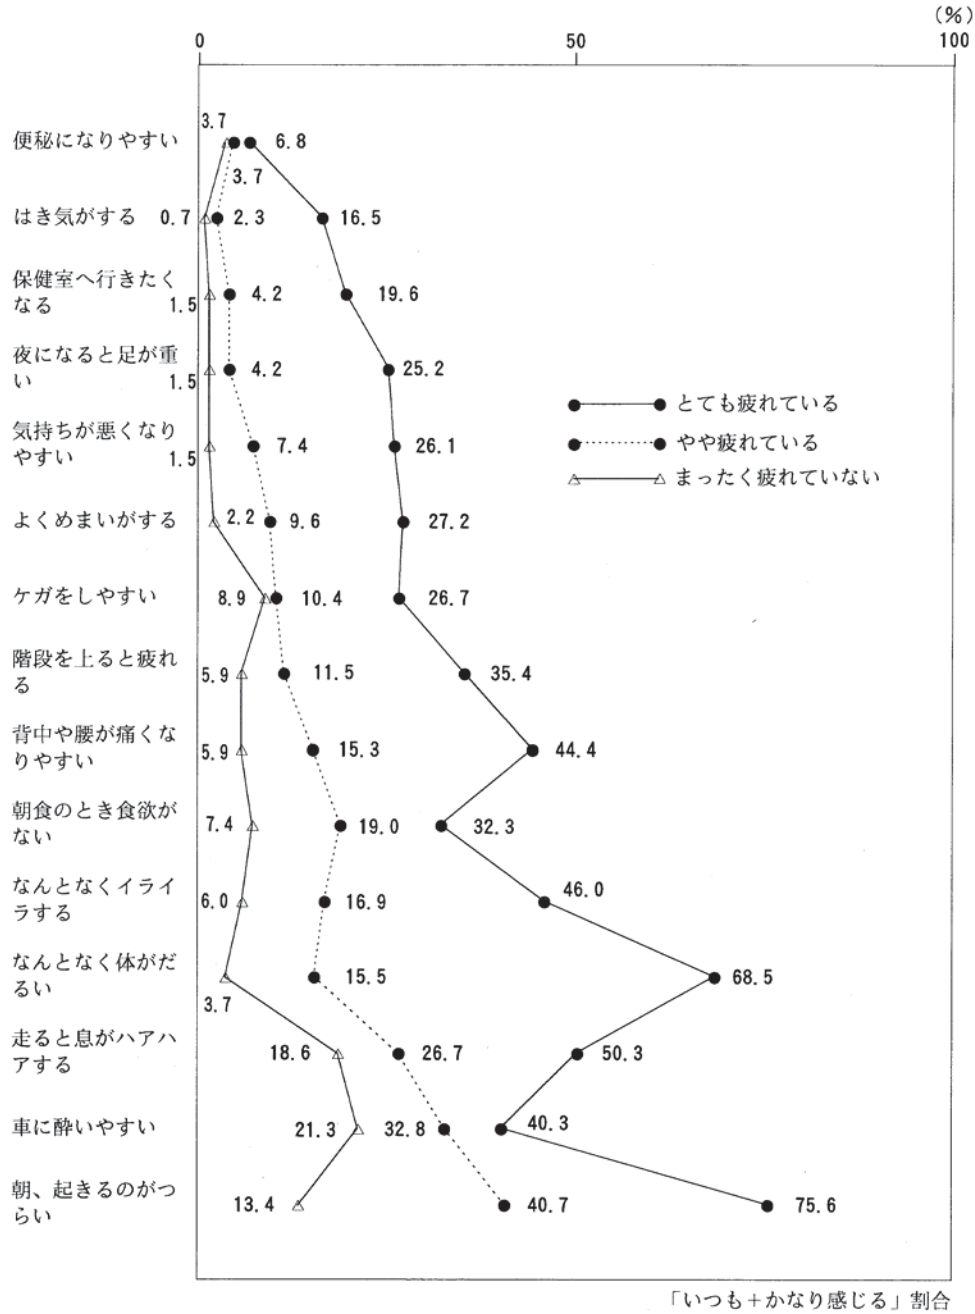 (%)
0 50 100
3.7
便秘になりやすい 6.8
3.7
はき気がする 0.7 2.3 16.5
保健室へ行きたく
なる 1.5 4.2 19.6
夜になると足が重
い 1.5 4.2 25.2
とても疲れている
気持ちが悪くなり
やすい 1.5 7.4 26.1
やや疲れている
まったく疲れていない
よくめまいがする 2.2 9.6 27.2
ケガをしやすい 8.9 10.4 26.7
階段を上ると疲れ
る 5.9 11.5 35.4
背中や腰が痛くな
りやすい 5.9 15.3 44.4
朝食のとき食欲が
ない 7.4 19.0 32.3
なんとなくイライ
ラする 6.0 16.9 46.0
なんとなく体がだ
るい 3.7 15.5 68.5
走ると息がハアハ
アする 18.6 26.7 50.3
車に酔いやすい 21.3 32.8 40.3
朝、起きるのがつ
らい 13.4 40.7 75.6
「いつも+かなり感じる」割合